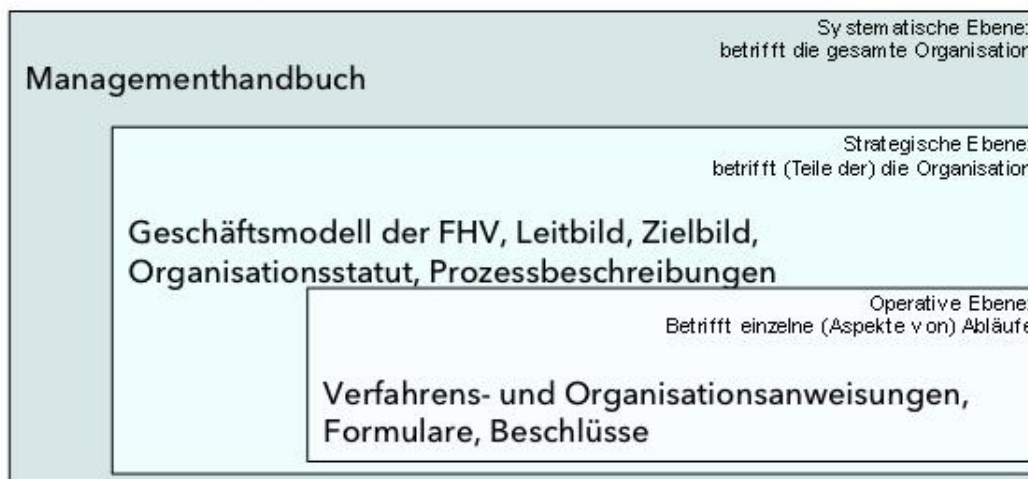 Systematische Ebene:
betrifft die gesamte Organisation
Managementhandbuch
Strategische Ebene:
betrifft (Teile der) die Organisation
Geschäftsmodell der FHV, Leitbild, Zielbild,
Organisationsstatut, Prozessbeschreibungen
Operative Ebene:
Betrifft einzelne (Aspekte von) Abläufe
Verfahrens- und Organisationsanweisungen,
Formulare, Beschlüsse